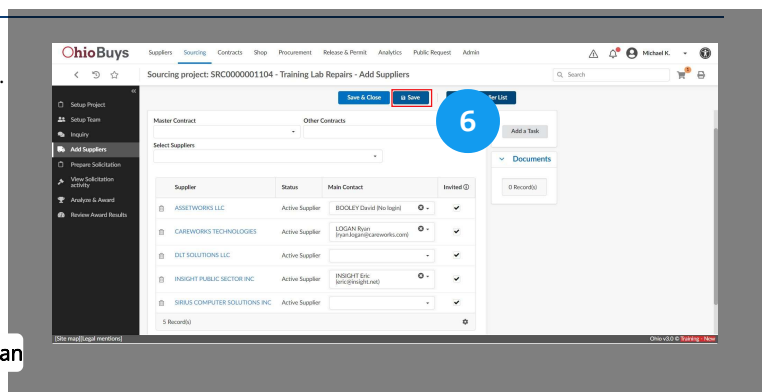 OhioBuys
Suppliers Sourcing Contracts Shop Procurement Release & Permit Analytics Public Request Admin
Michael K.
Sourcing project: SRC0000001104 - Training Lab Repairs - Add Suppliers
Search
1
Setup Project
Setup Team
Inquiry
Add Suppliers
Prepare Solicitation
View Solicitation
activity
Analyze & Award
Review Award Results
Save & Close Save
lier List
6
Master Contract Other Contracts
Select Suppliers
Add a Task
Documents
0 Record(s)
Supplier Status Main Contact Invited
ASSETWORKS LLC Active Supplier BOOLEY David (No login)
CAREWORKS TECHNOLOGIES Active Supplier LOGAN Ryan
(ryan.logan@careworks.com)
DLT SOLUTIONS LLC Active Supplier
INSIGHT PUBLIC SECTOR INC Active Supplier INSIGHT Eric
(eric@insight.net)
SIRIUS COMPUTER SOLUTIONS INC Active Supplier
5 Record(s)
[Site map][Legal mentions]
Ohio v3.0 © Training - New
an